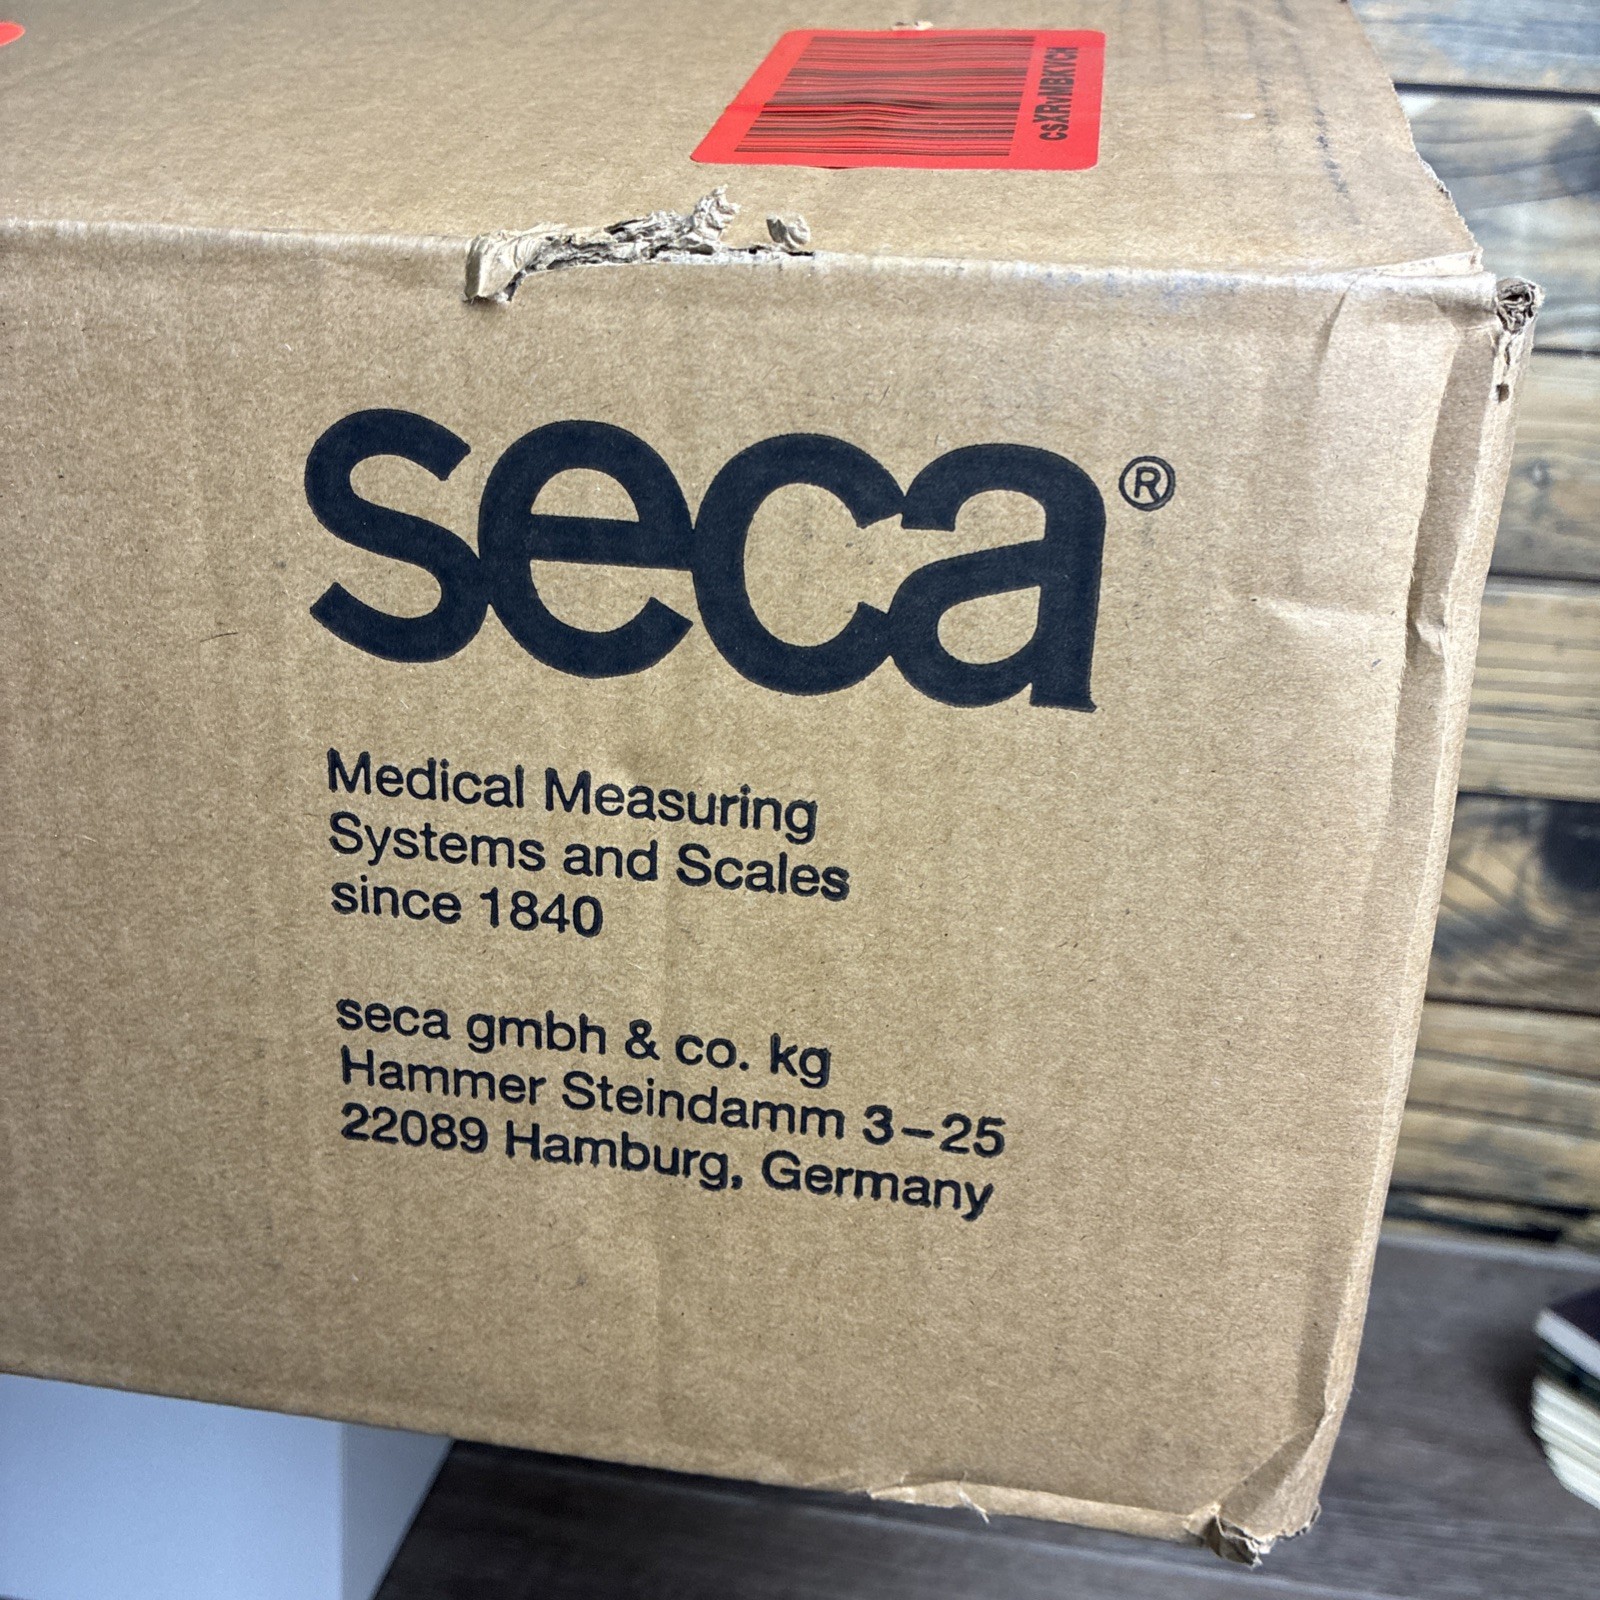 csXRvMBKVCH
seca®
Medical Measuring
Systems and Scales
since 1840
seca gmbh & co. kg
Hammer Steindamm 3–25
22089 Hamburg, Germany